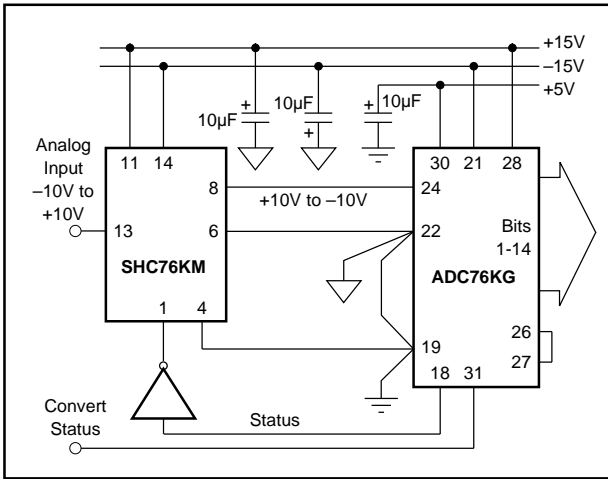 +15V
–15V
+5V
10µF
+
10µF
+
10µF
+
Analog
Input
–10V to
+10V
11
14
30
21
28
8
+10V to –10V
24
13
6
22
Bits
1-14
SHC76KM
ADC76KG
1
4
19
26
27
18
31
Convert
Status
Status